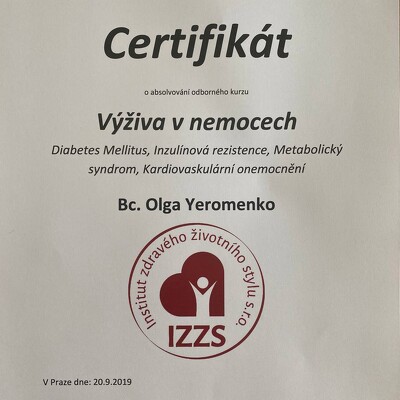 Certifikát
o absolvování odborného kurzu
Výživa v nemocech
Diabetes Mellitus, Inzulínová rezistence, Metabolický
syndrom, Kardiovaskulární onemocnění
Bc. Olga Yeromenko
Institut zdravého životního stylu s.r.o.
IZZS
V Praze dne: 20.9.2019